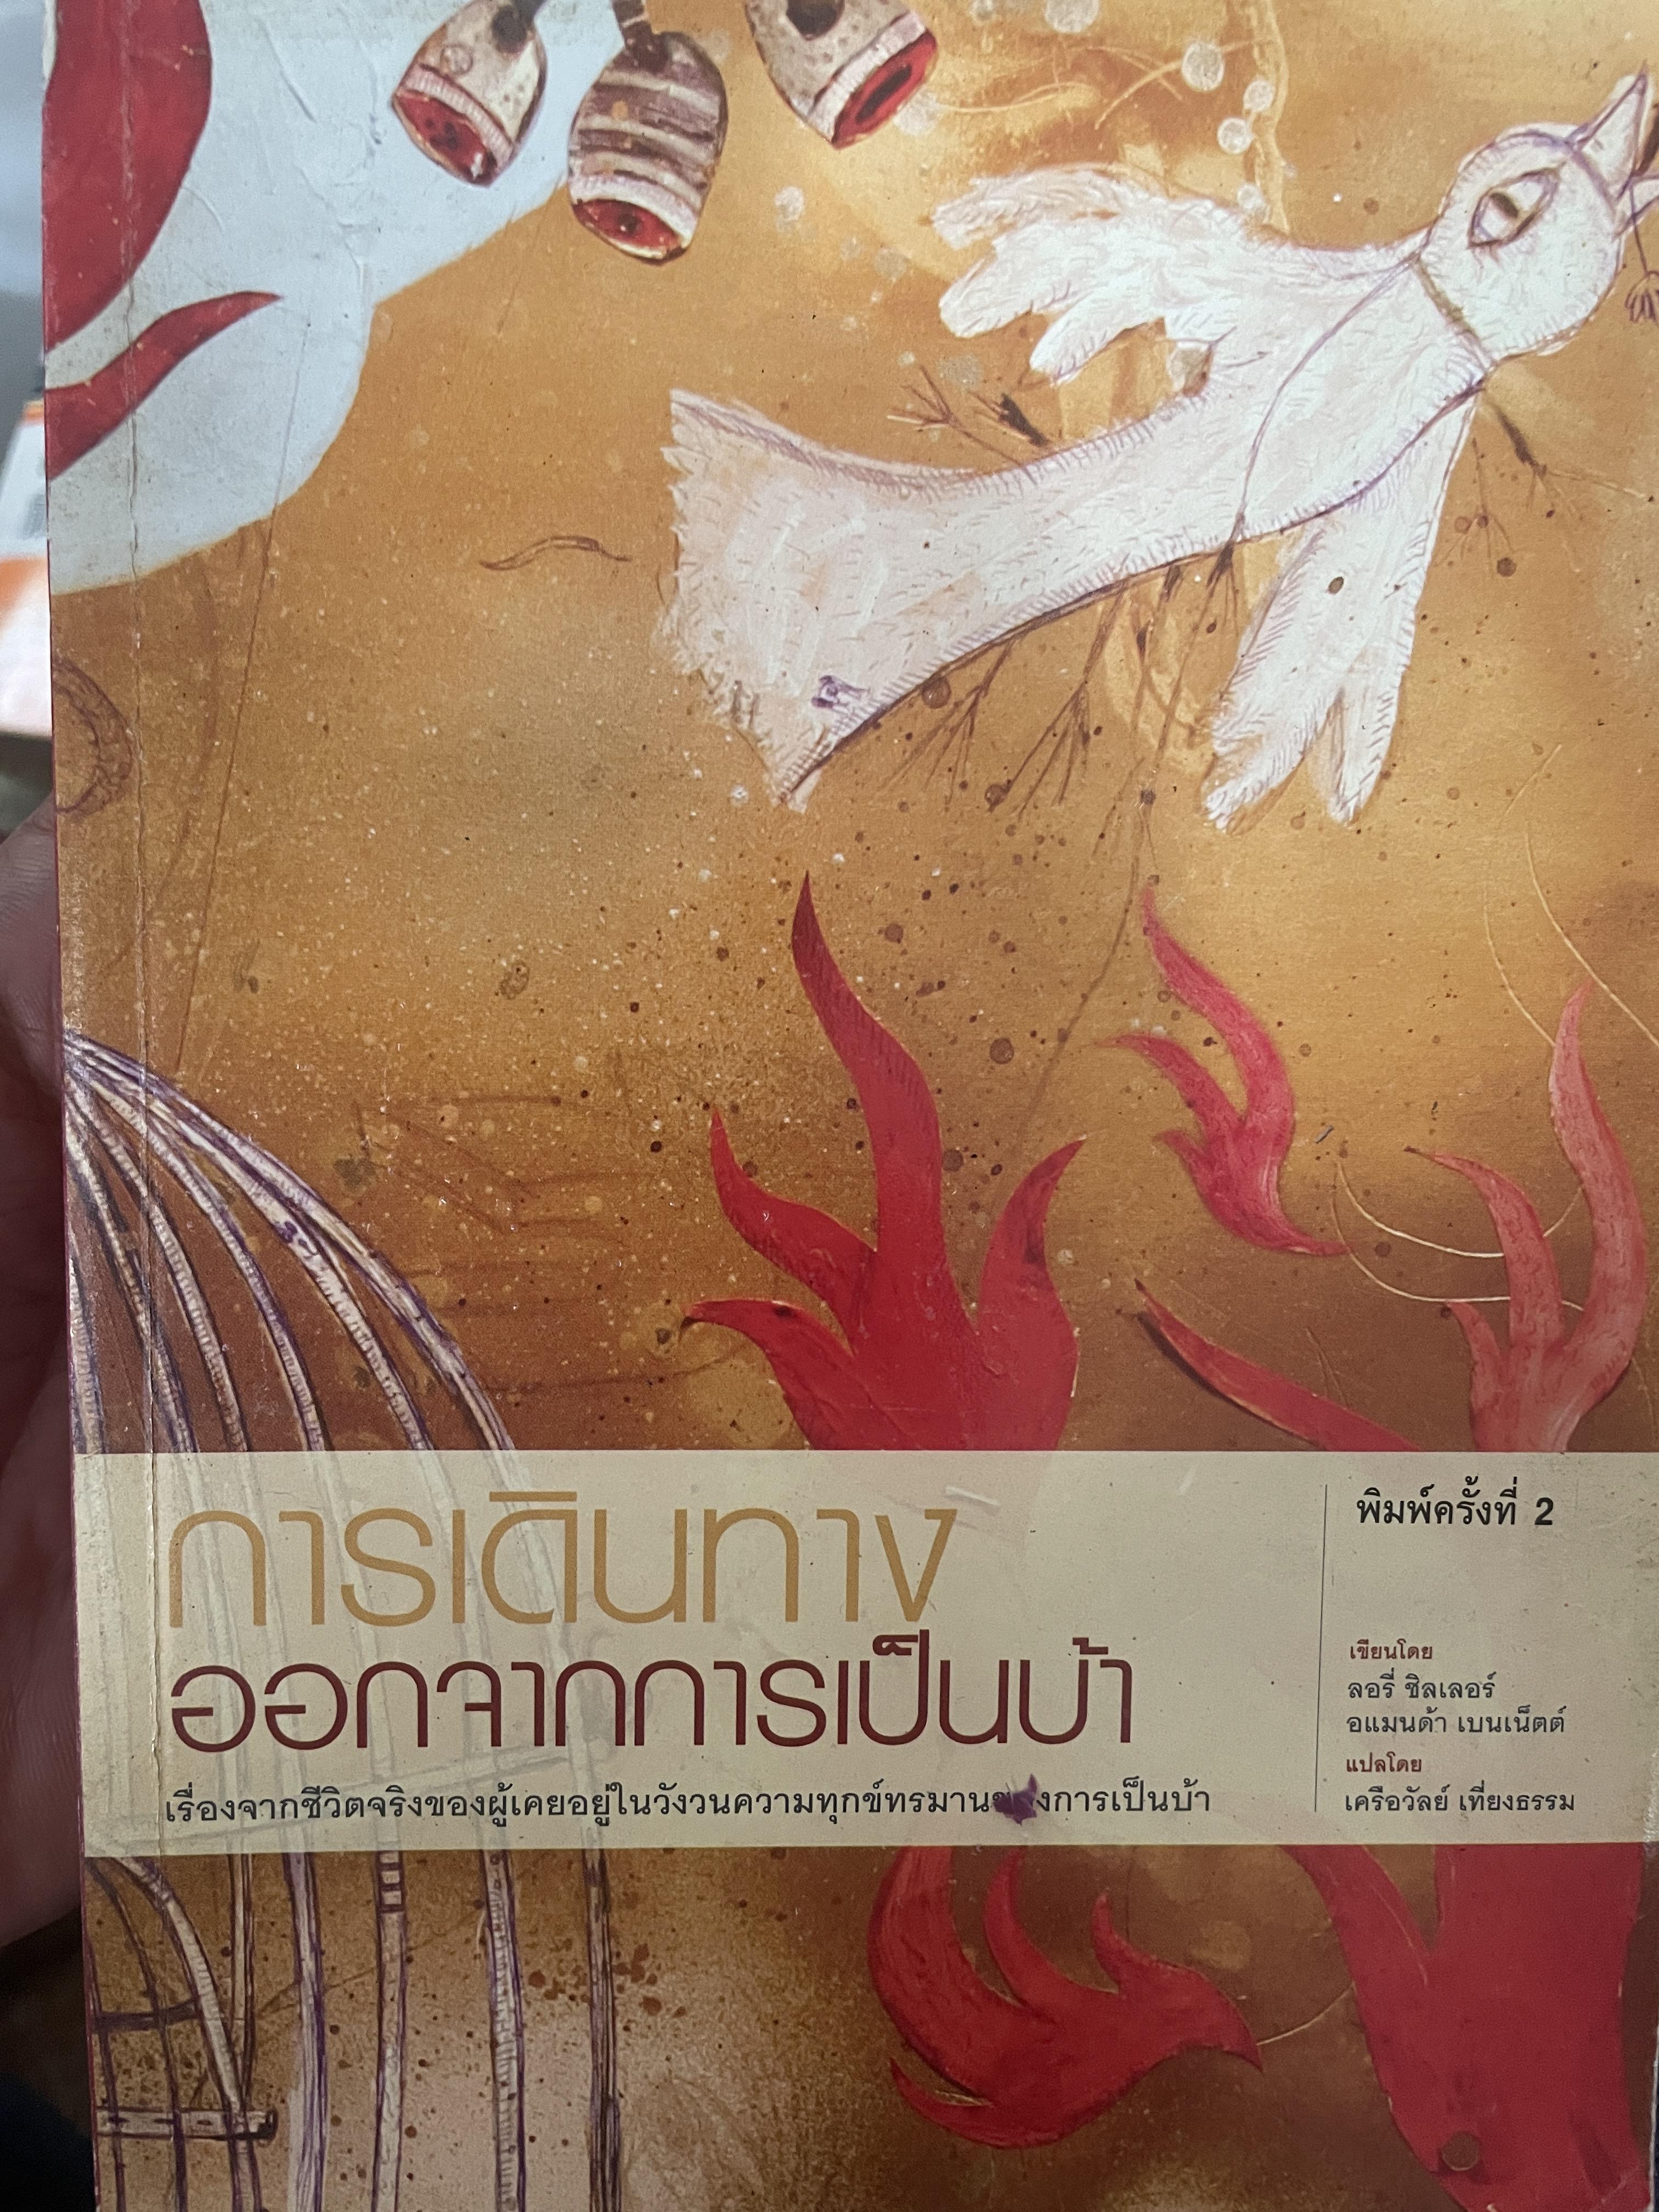 การเดินทาง
ออกจากการเป็นบ้า
เรื่องจากชีวิตจริงของผู้เคยอยู่ในวังวนความทุกข์ทรมานของการเป็นบ้า
พิมพ์ครั้งที่ 2
เขียนโดย
ลอรี่ ชิลเลอร์
อแมนด้า เบนเน็ตต์
แปลโดย
เครือวัลย์ เที่ยงธรรม